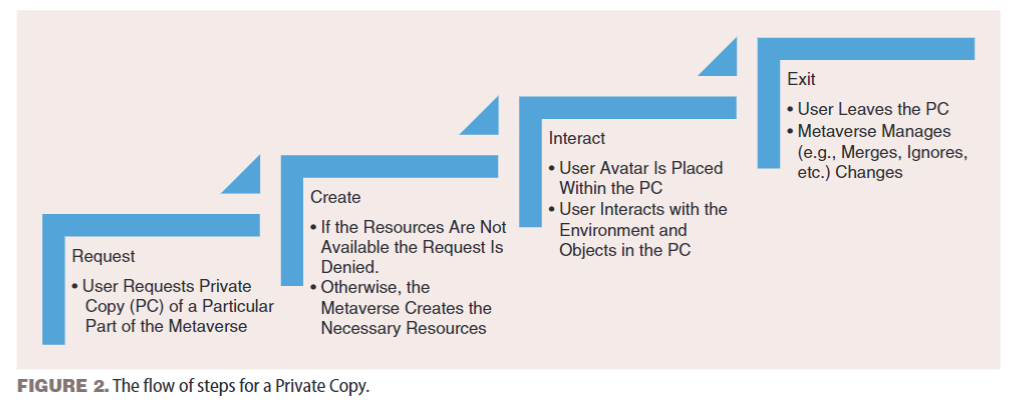 Request
• User Requests Private
Copy (PC) of a Particular
Part of the Metaverse
Create
• If the Resources Are Not
Available the Request Is
Denied.
• Otherwise, the
Metaverse Creates the
Necessary Resources
Interact
• User Avatar Is Placed
Within the PC
• User Interacts with the
Environment and
Objects in the PC
Exit
• User Leaves the PC
• Metaverse Manages
(e.g., Merges, Ignores,
etc.) Changes
FIGURE 2. The flow of steps for a Private Copy.